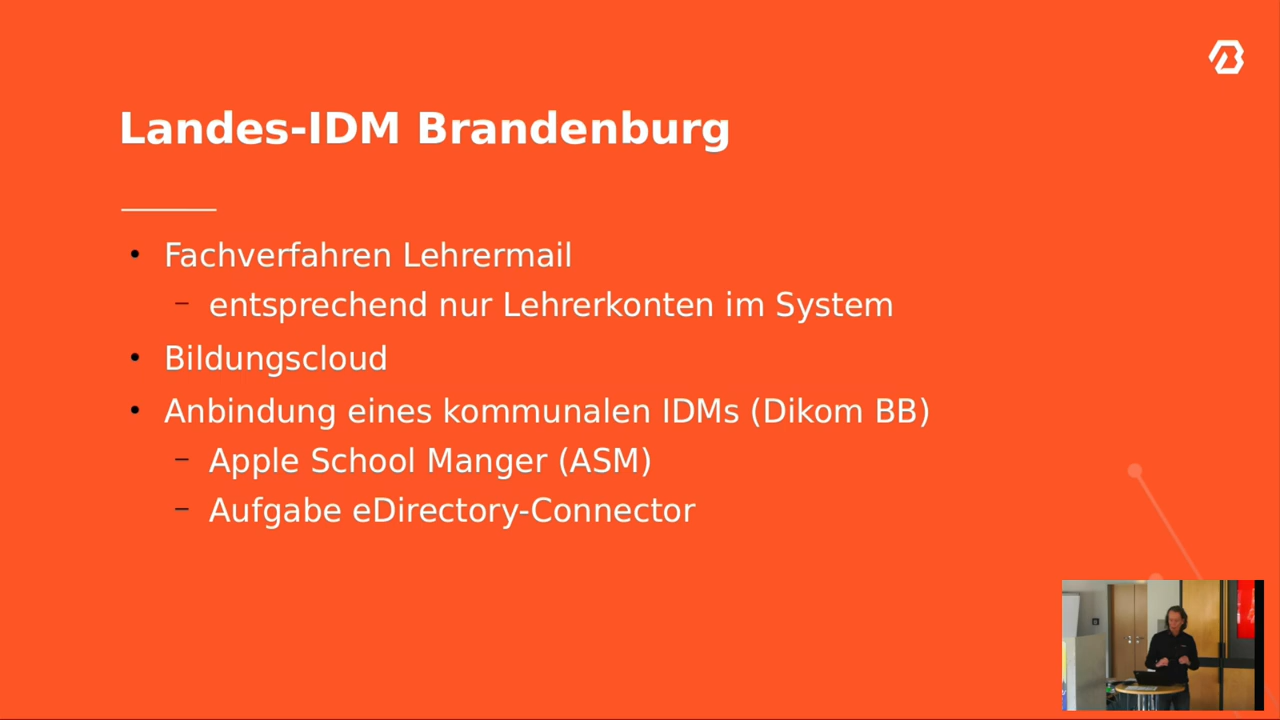 Landes-IDM Brandenburg
• Fachverfahren Lehrermail
– entsprechend nur Lehrerkonten im System
• Bildungscloud
• Anbindung eines kommunalen IDMs (Dikom BB)
– Apple School Manger (ASM)
– Aufgabe eDirectory-Connector